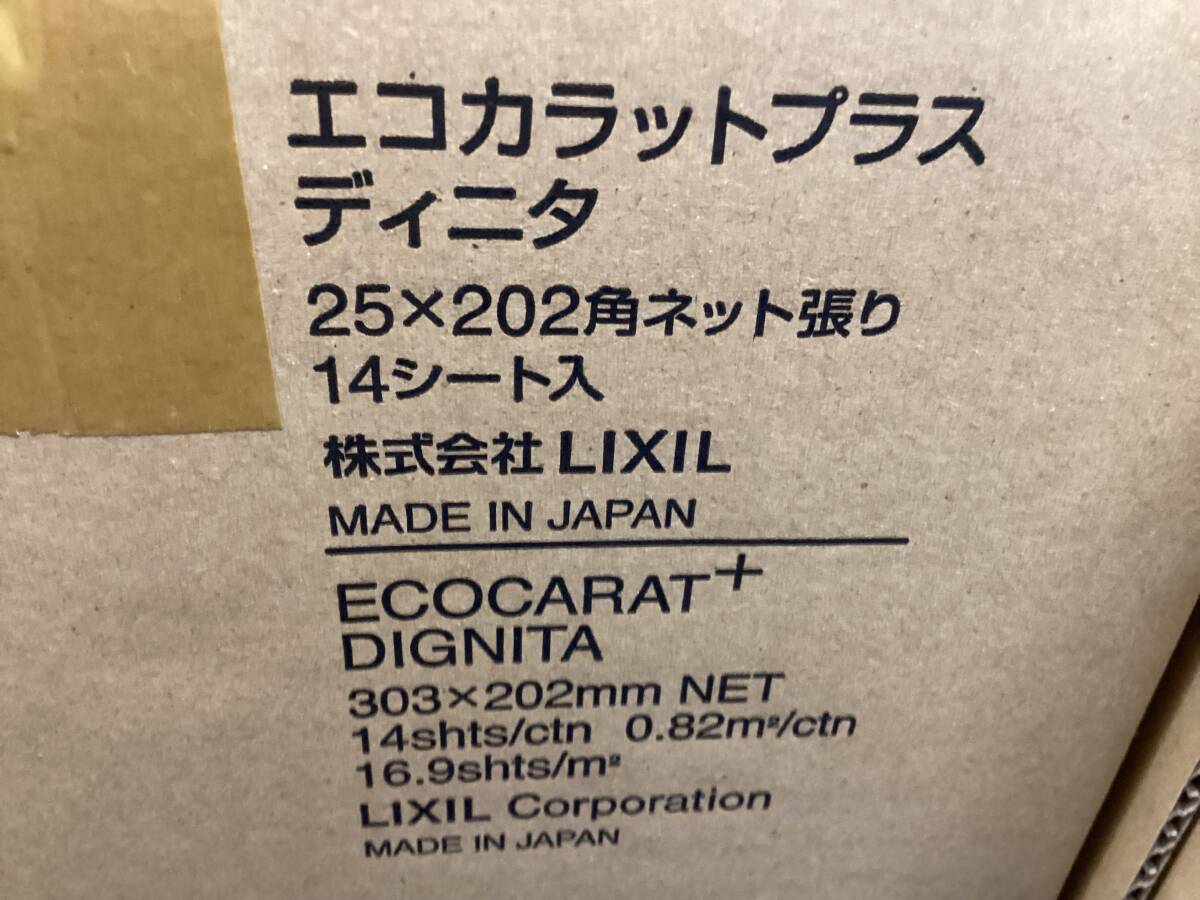 エコカラットプラス
ディニタ
25×202角ネット張り
14シート入
株式会社 LIXIL
MADE IN JAPAN
ECOCARAT+
DIGNITA
303×202mm NET
14shts/ctn 0.82m²/ctn
16.9shts/m²
LIXIL Corporation
MADE IN JAPAN